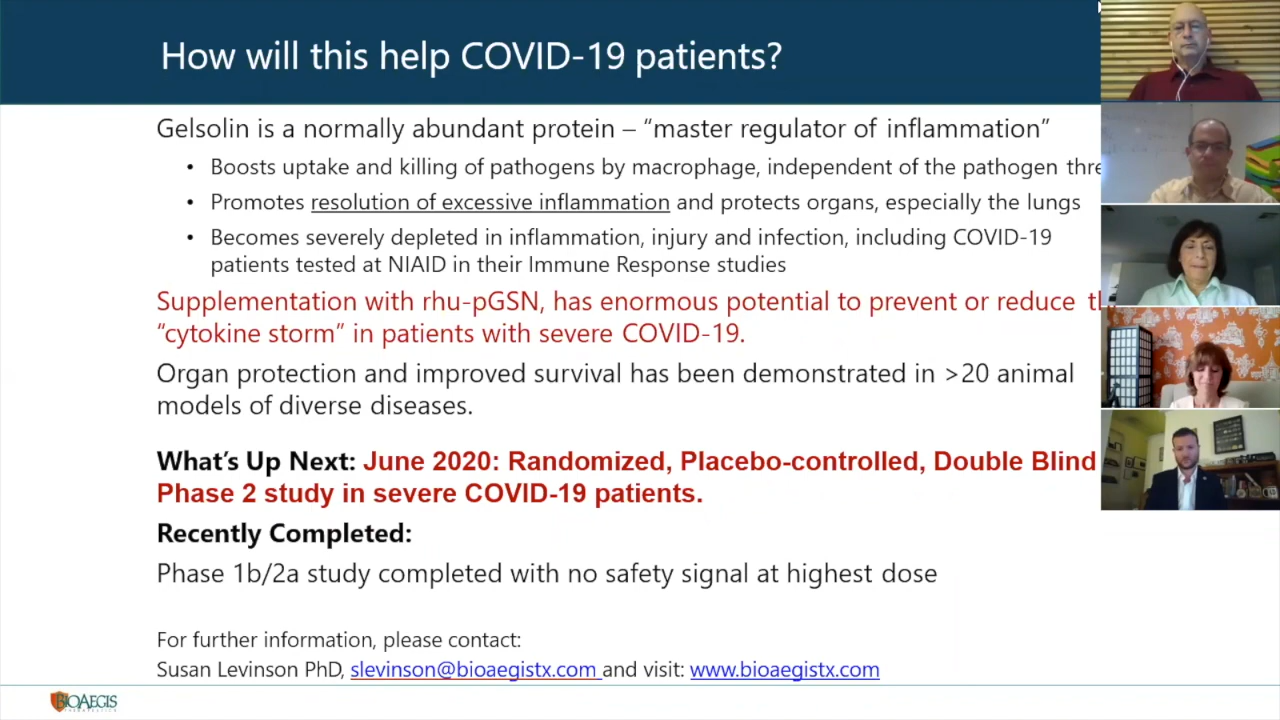 How will this help COVID-19 patients?
Gelsolin is a normally abundant protein – “master regulator of inflammation”
• Boosts uptake and killing of pathogens by macrophage, independent of the pathogen
• Promotes resolution of excessive inflammation and protects organs, especially the lungs
• Becomes severely depleted in inflammation, injury and infection, including COVID-19
patients tested at NIAID in their Immune Response studies
Supplementation with rhu-pGSN, has enormous potential to prevent or reduce
“cytokine storm” in patients with severe COVID-19.
Organ protection and improved survival has been demonstrated in >20 animal
models of diverse diseases.
What’s Up Next: June 2020: Randomized, Placebo-controlled, Double Blind
Phase 2 study in severe COVID-19 patients.
Recently Completed:
Phase 1b/2a study completed with no safety signal at highest dose
For further information, please contact:
Susan Levinson PhD, slevinson@bioaegistx.com and visit: www.bioaegistx.com
BIOAEGIS